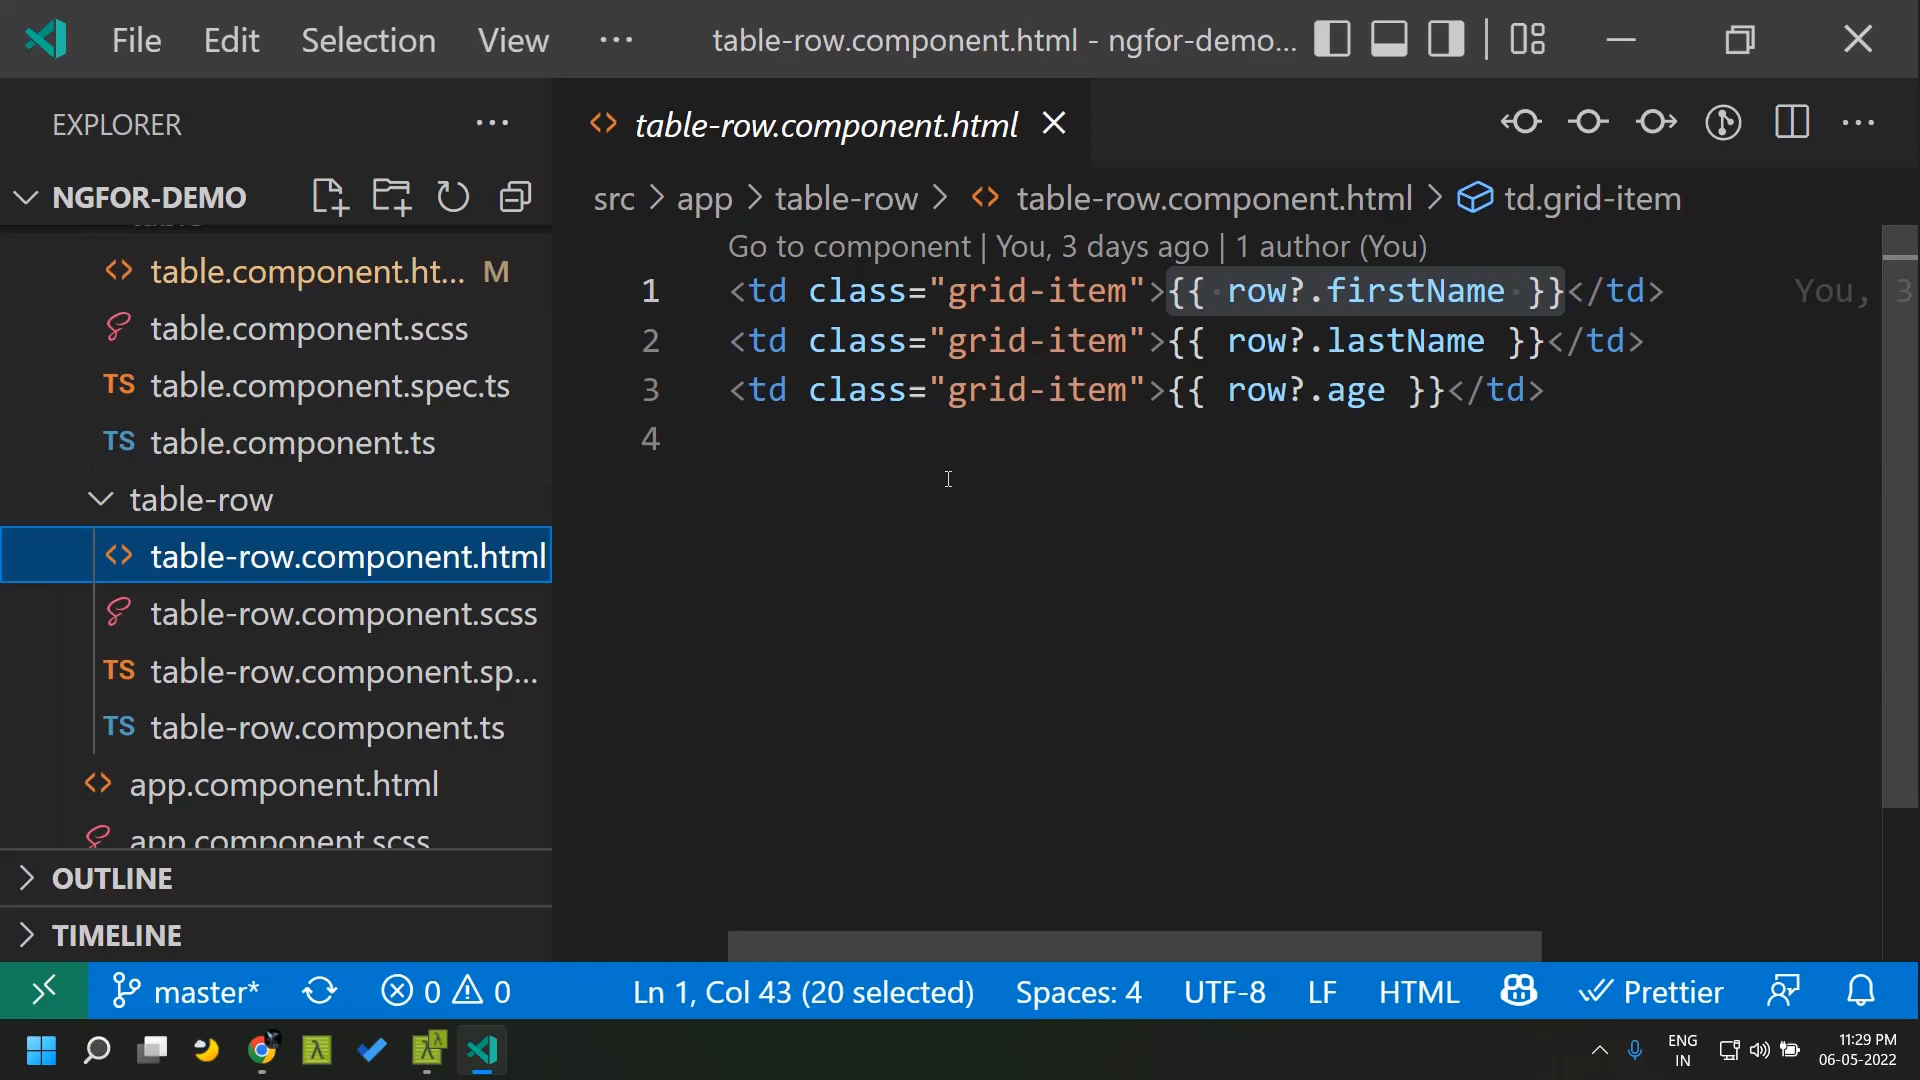 File Edit Selection View ··· table-row.component.html - ngfor-demo...
EXPLORER ···
table-row.component.html
NGFOR-DEMO
src > app > table-row > table-row.component.html > td.grid-item
Go to component | You, 3 days ago | 1 author (You)
1 <td class="grid-item">{{ row?.firstName }}</td> You, 3
2 <td class="grid-item">{{ row?.lastName }}</td>
3 <td class="grid-item">{{ row?.age }}</td>
4
table.component.ht... M
table.component.scss
TS table.component.spec.ts
TS table.component.ts
table-row
table-row.component.html
table-row.component.scss
TS table-row.component.sp...
TS table-row.component.ts
app.component.html
app.component.scss
OUTLINE
TIMELINE
master* 0 0 Ln 1, Col 43 (20 selected) Spaces: 4 UTF-8 LF HTML Prettier
ENG
IN
11:29 PM
06-05-2022